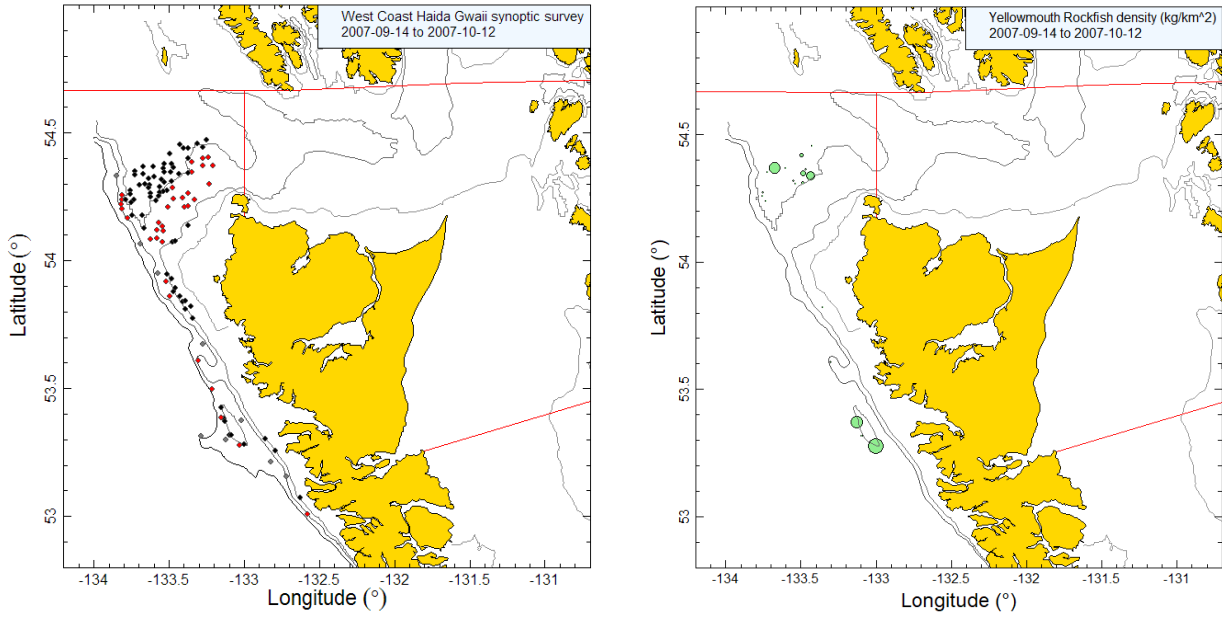 West Coast Haida Gwaii synoptic survey
2007-09-14 to 2007-10-12
54.5
54
53.5
53
Latitude (°)
-134 -133.5 -133 -132.5 -132 -131.5 -131
Longitude (°)
Yellowmouth Rockfish density (kg/km^2)
2007-09-14 to 2007-10-12
54.5
54
53.5
53
Latitude (°)
-134 -133.5 -133 -132.5 -132 -131.5 -131
Longitude (°)